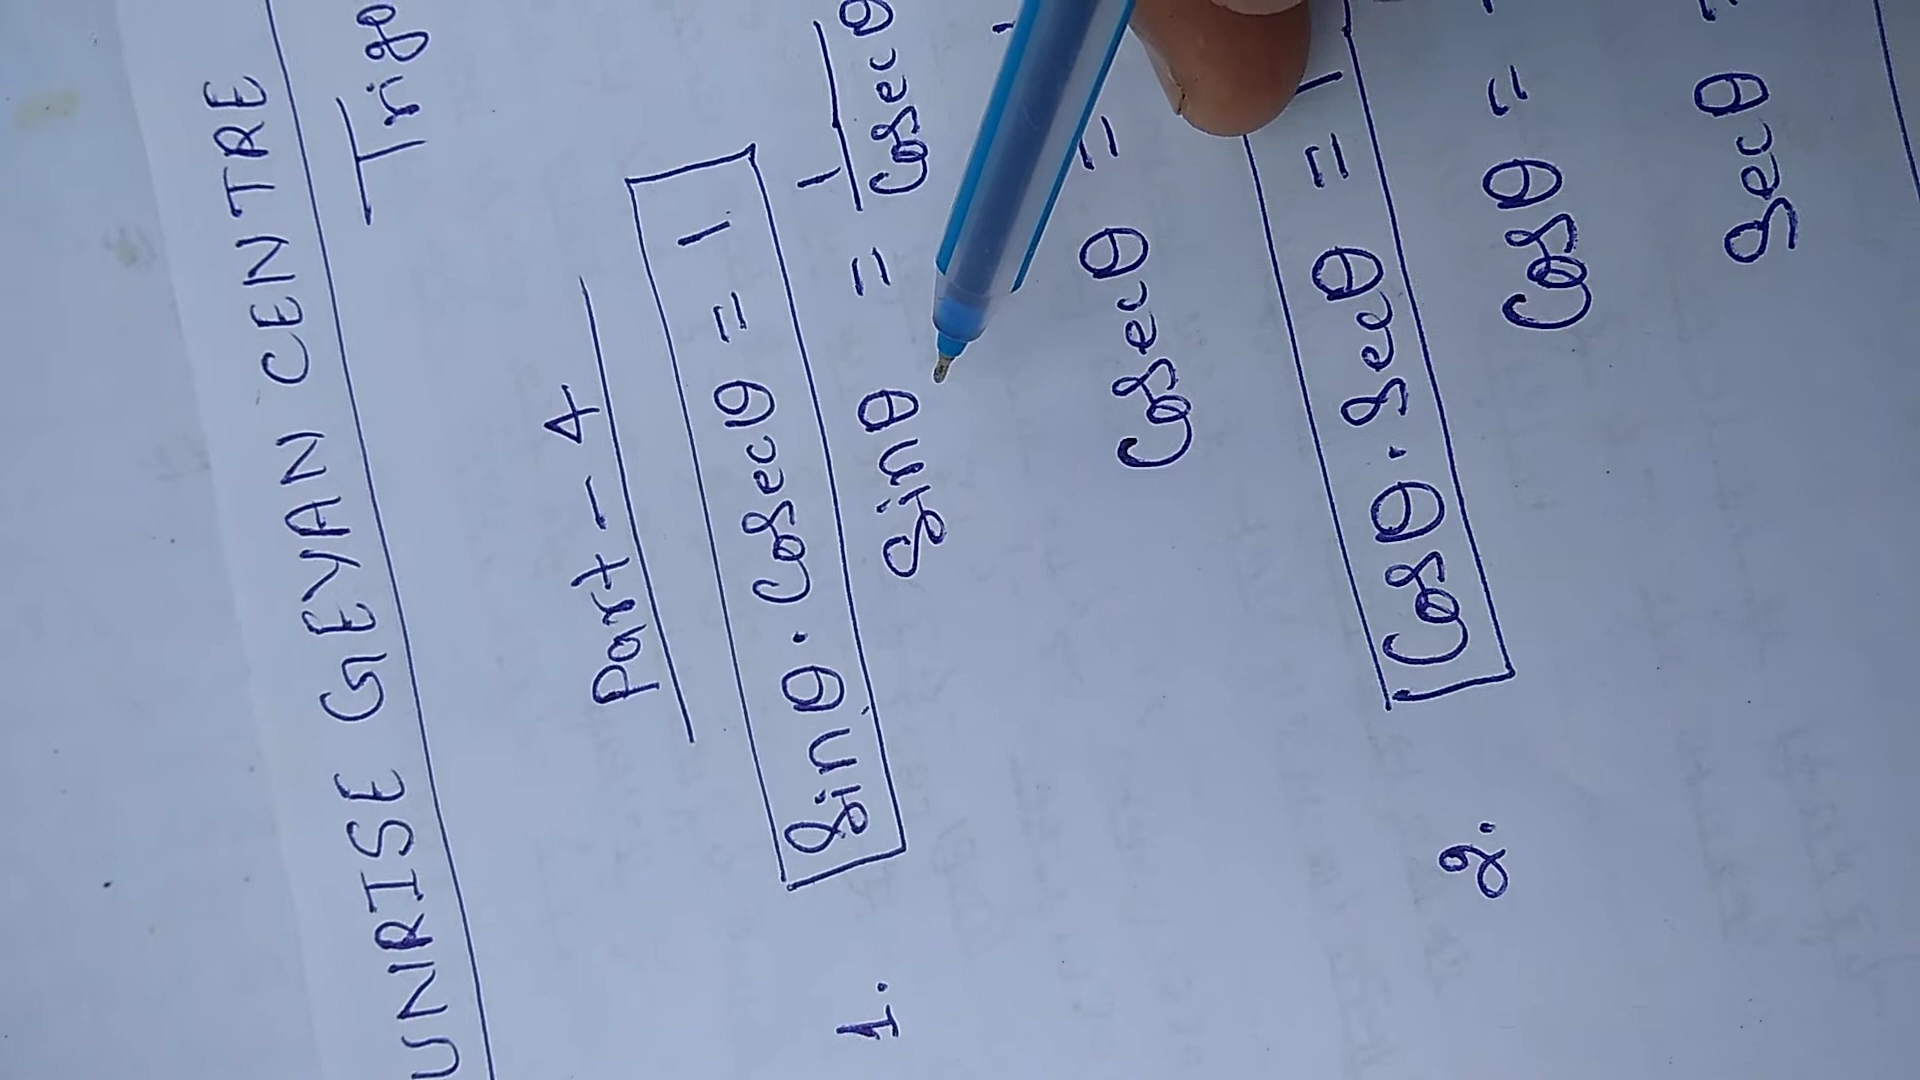 UNRISE GEYAN CENTRE
Trigo
Part - 4
1. Sinθ . Cosecθ = 1
Sinθ = 1/Cosecθ
Cosecθ =
2. Cosθ . Secθ = 1
Cosθ =
Secθ